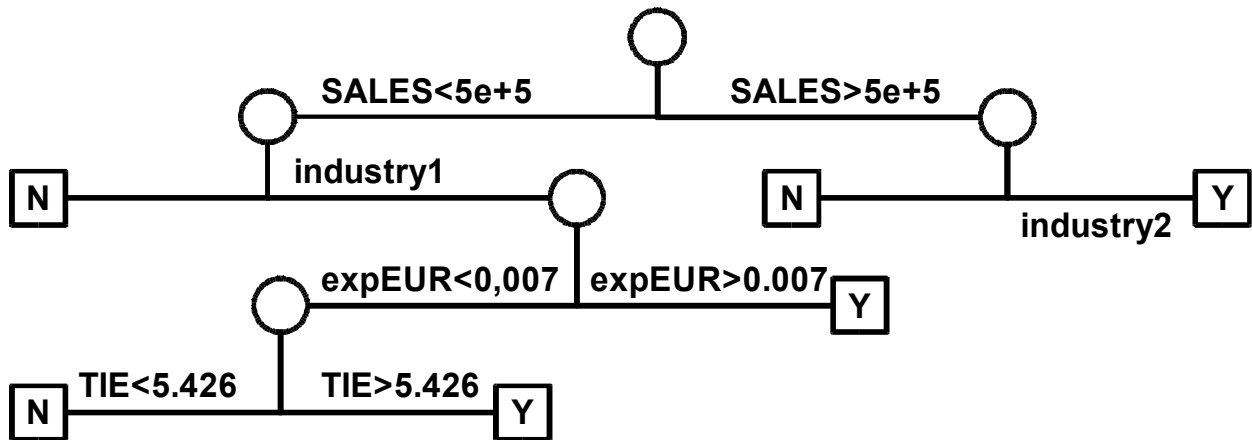 SALES<5e+5
SALES>5e+5
N
industry1
N
industry2
Y
expEUR<0,007
expEUR>0.007
Y
N
TIE<5.426
TIE>5.426
Y